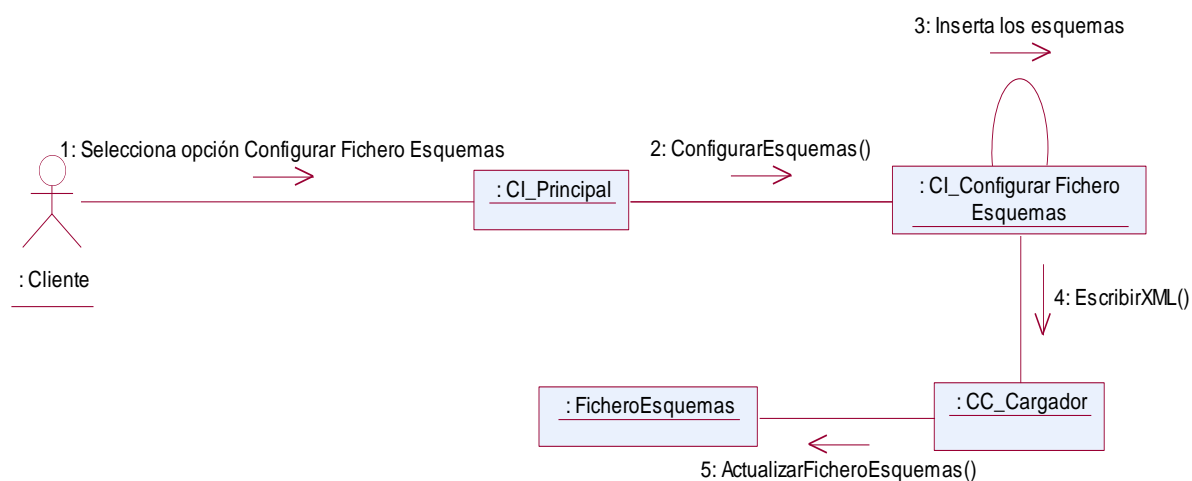 3: Inserta los esquemas
1: Selecciona opción Configurar Fichero Esquemas
2: ConfigurarEsquemas()
: CI_Principal
: CI_Configurar Fichero
Esquemas
: Cliente
4: EscribirXML()
: FicheroEsquemas
: CC_Cargador
5: ActualizarFicheroEsquemas()